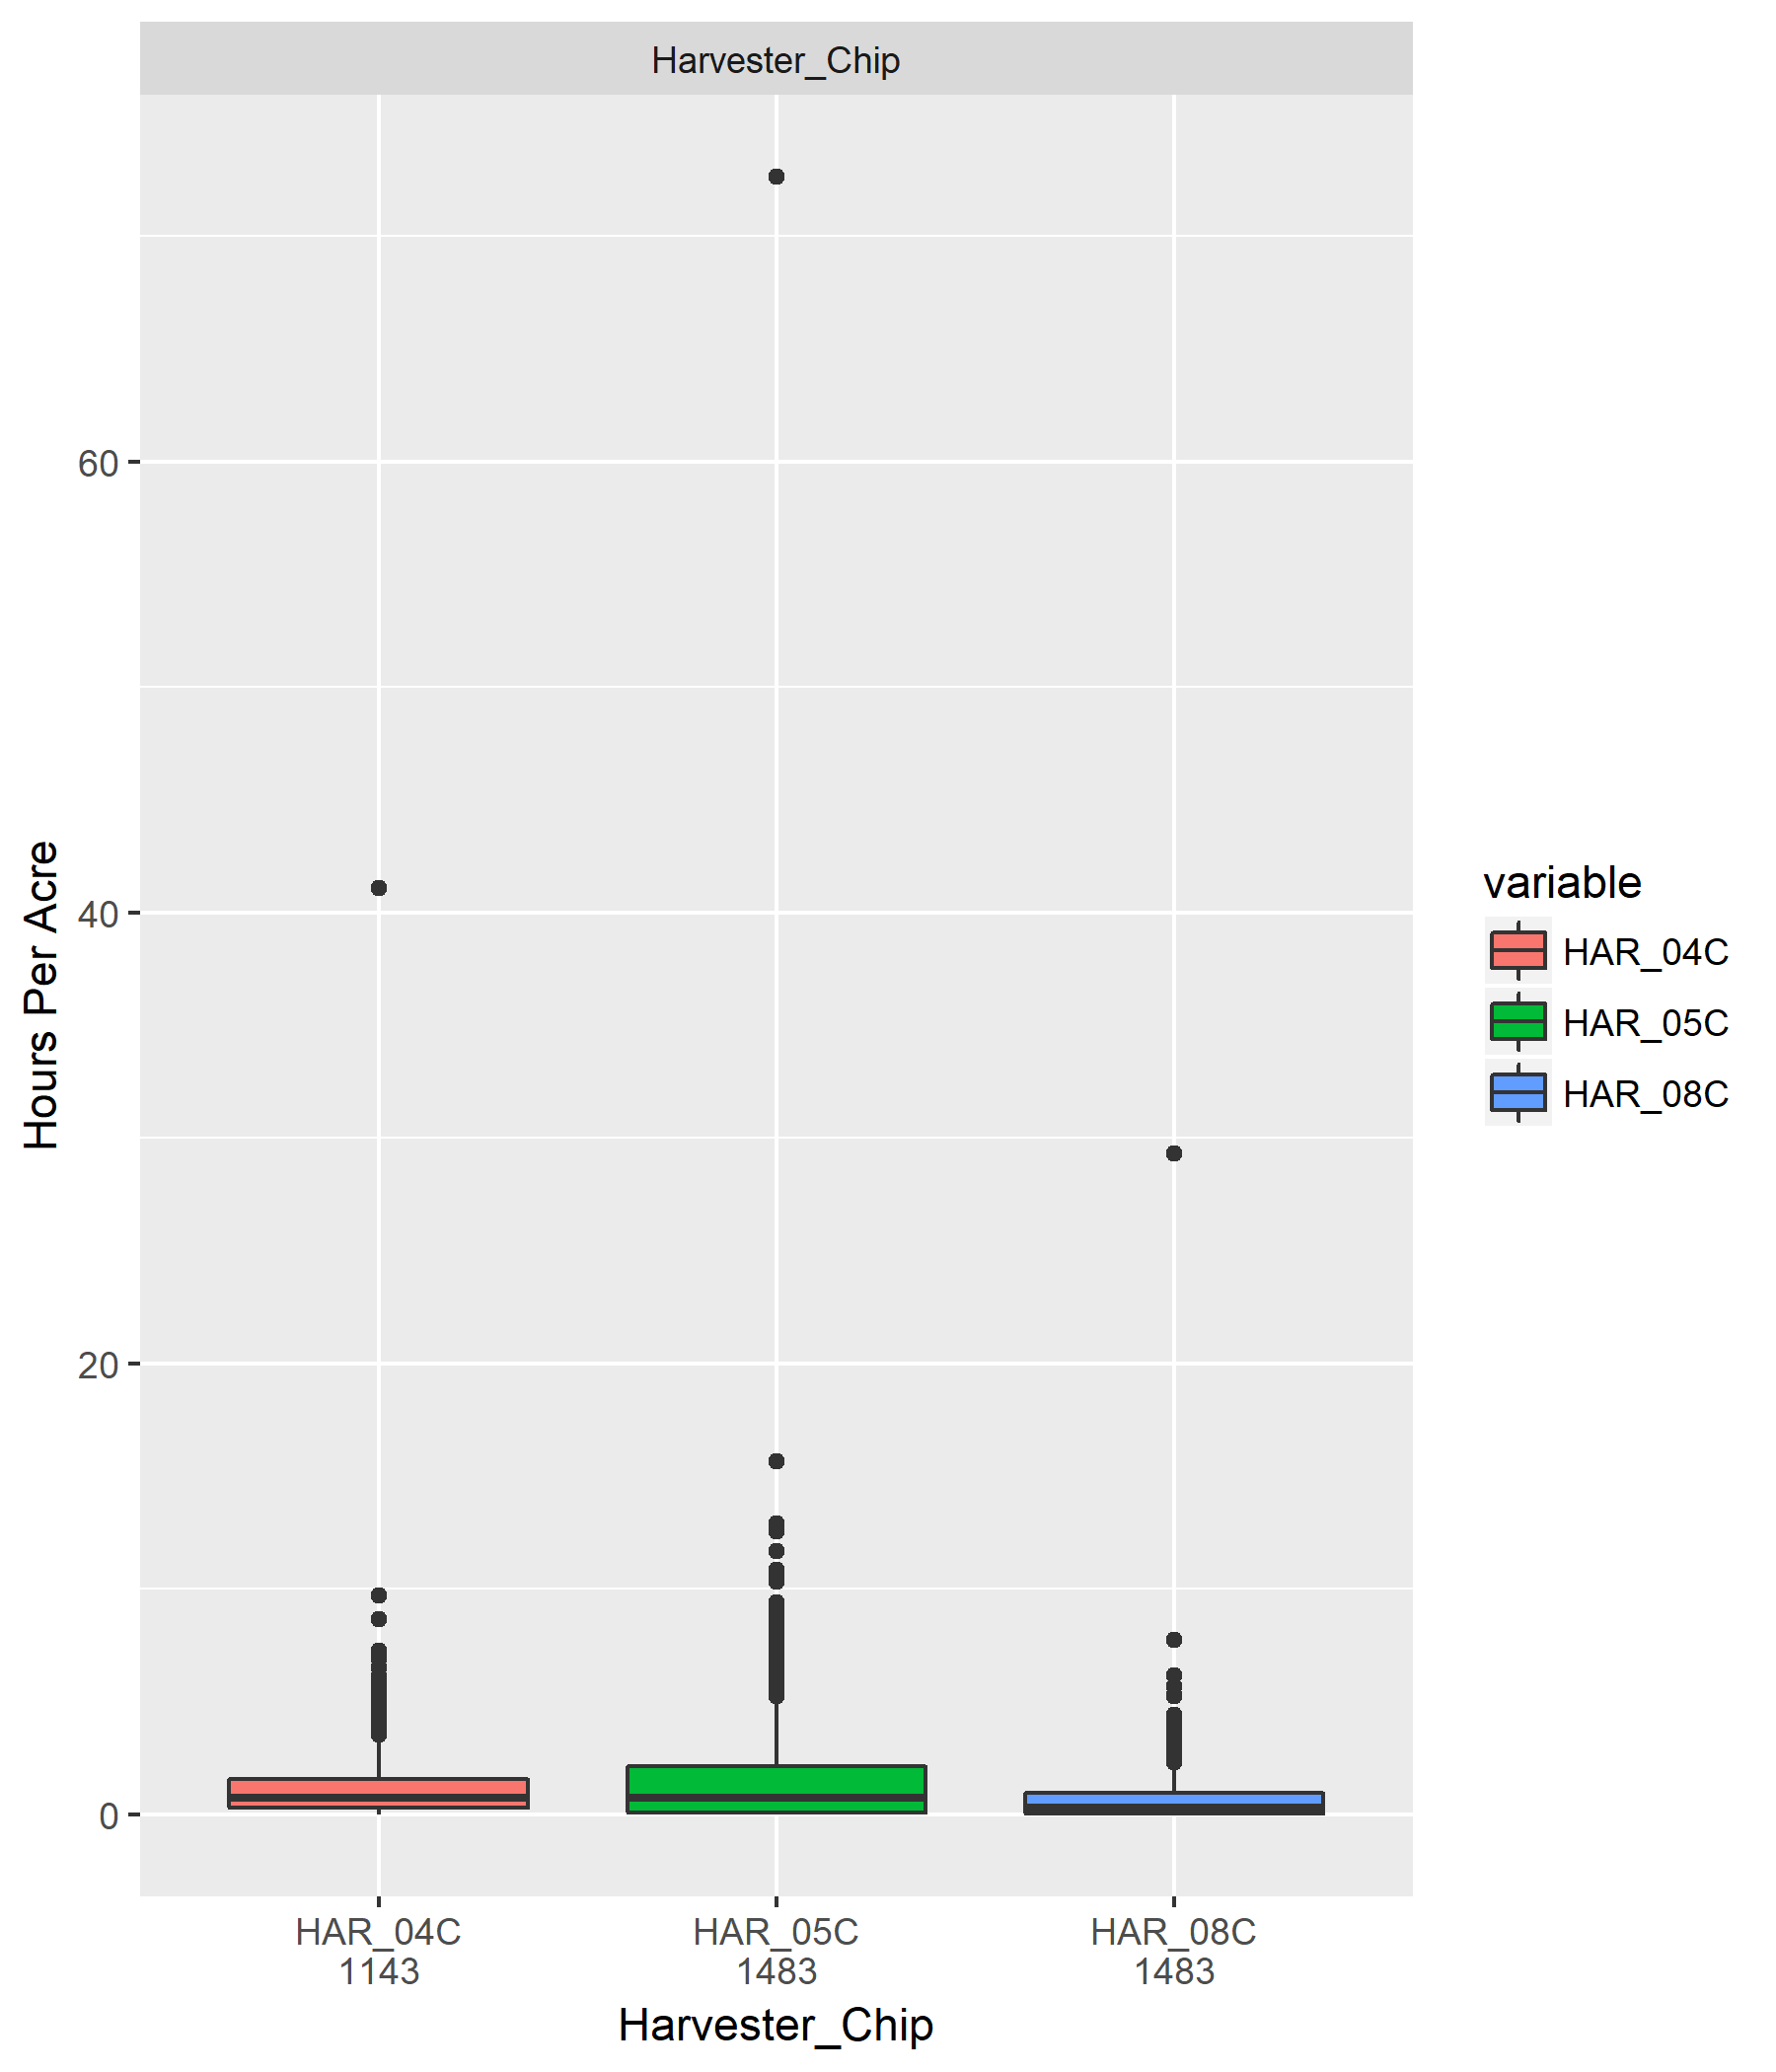 Harvester_Chip
60
40
20
0
Hours Per Acre
HAR_04C
1143
HAR_05C
1483
HAR_08C
1483
Harvester_Chip
variable
HAR_04C
HAR_05C
HAR_08C